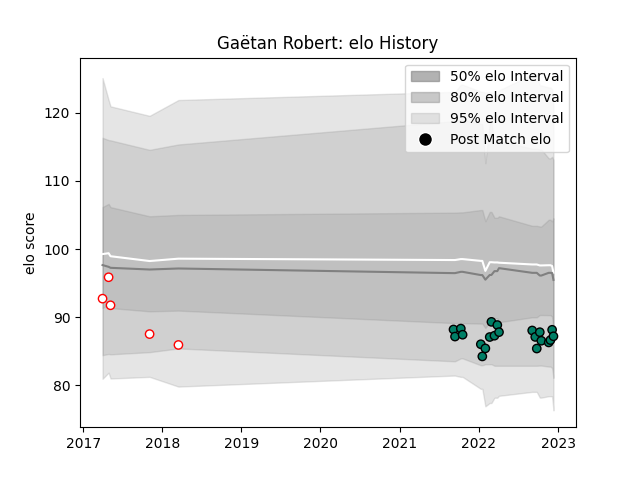 Gaëtan Robert: elo History
50% elo Interval
80% elo Interval
95% elo Interval
Post Match elo
elo score
120
110
100
90
80
2017 2018 2019 2020 2021 2022 2023